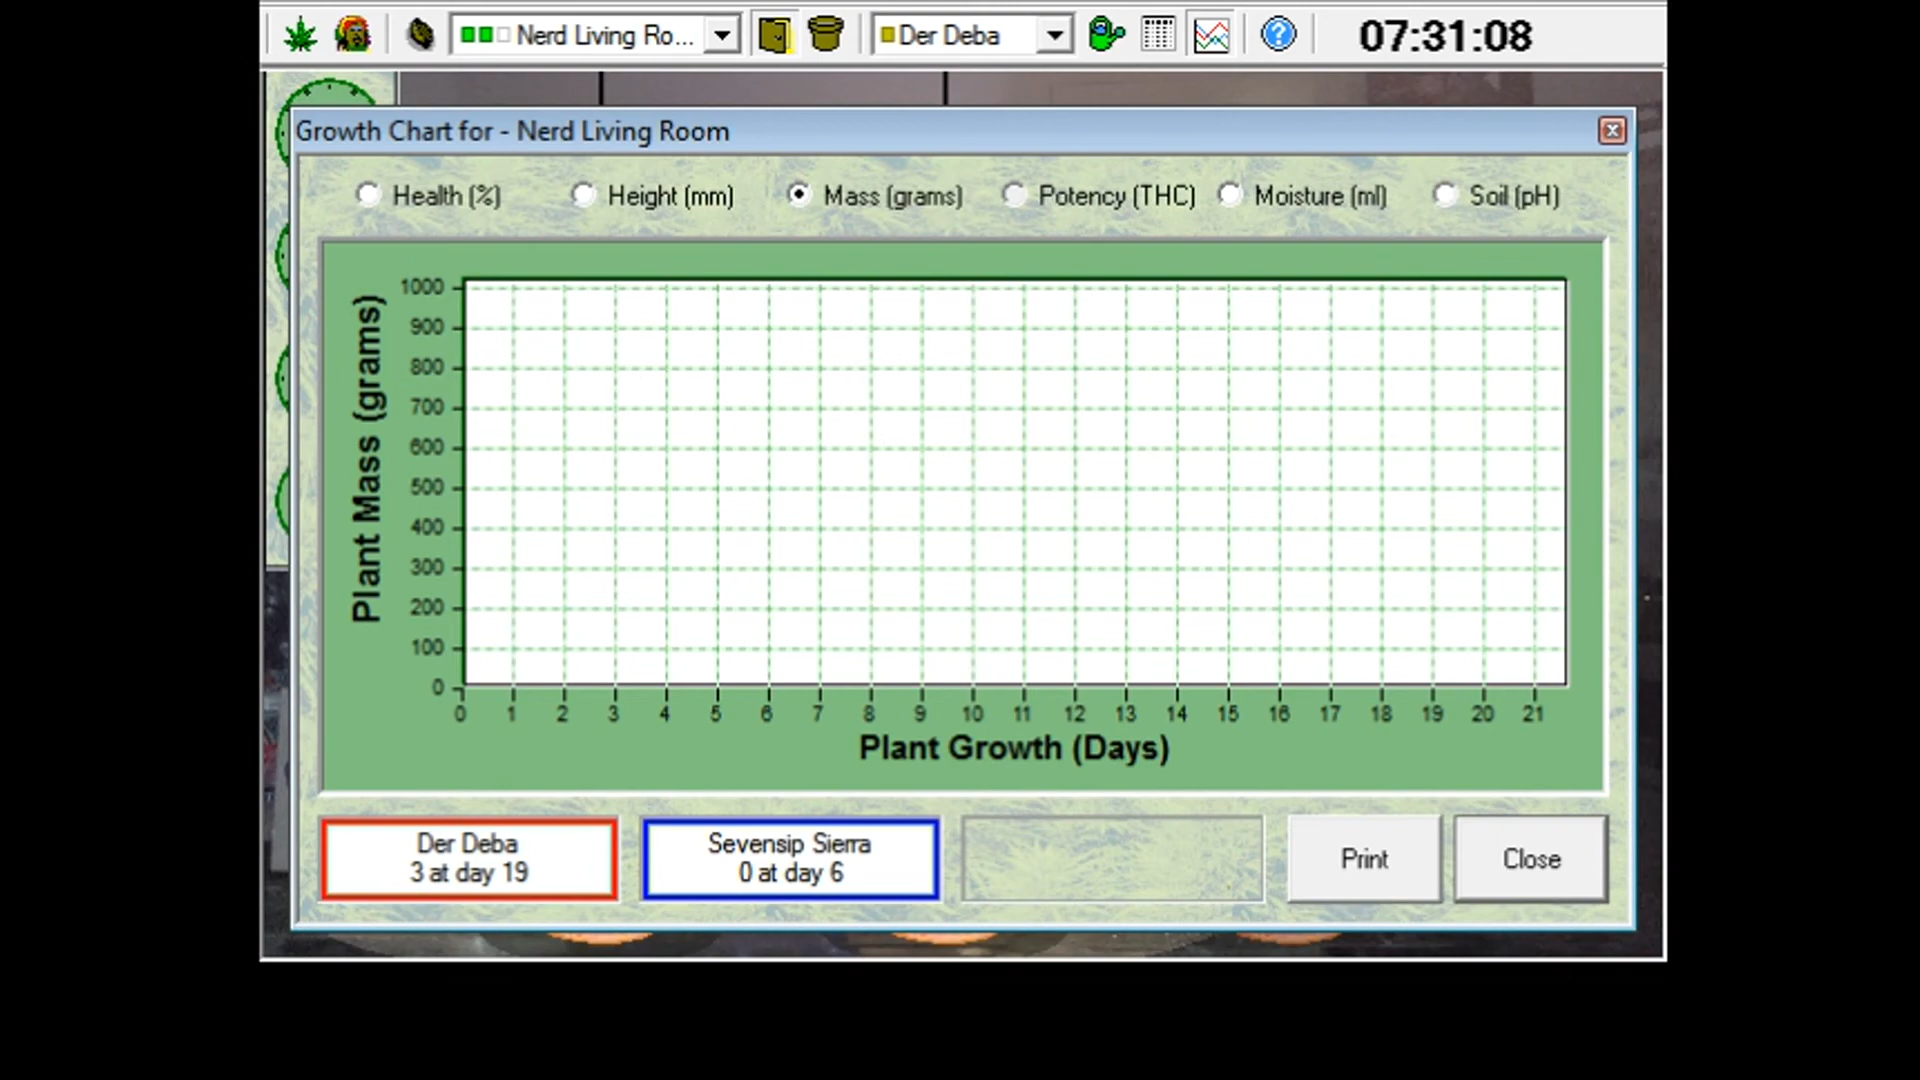 Nerd Living Ro...
Der Deba
07:31:08
Growth Chart for - Nerd Living Room
Health (%)
Height (mm)
Mass (grams)
Potency (THC)
Moisture (ml)
Soil (pH)
Plant Mass (grams)
1000
900
800
700
600
500
400
300
200
100
0
0 1 2 3 4 5 6 7 8 9 10 11 12 13 14 15 16 17 18 19 20 21
Plant Growth (Days)
Der Deba
3 at day 19
Sevensip Sierra
0 at day 6
Print
Close